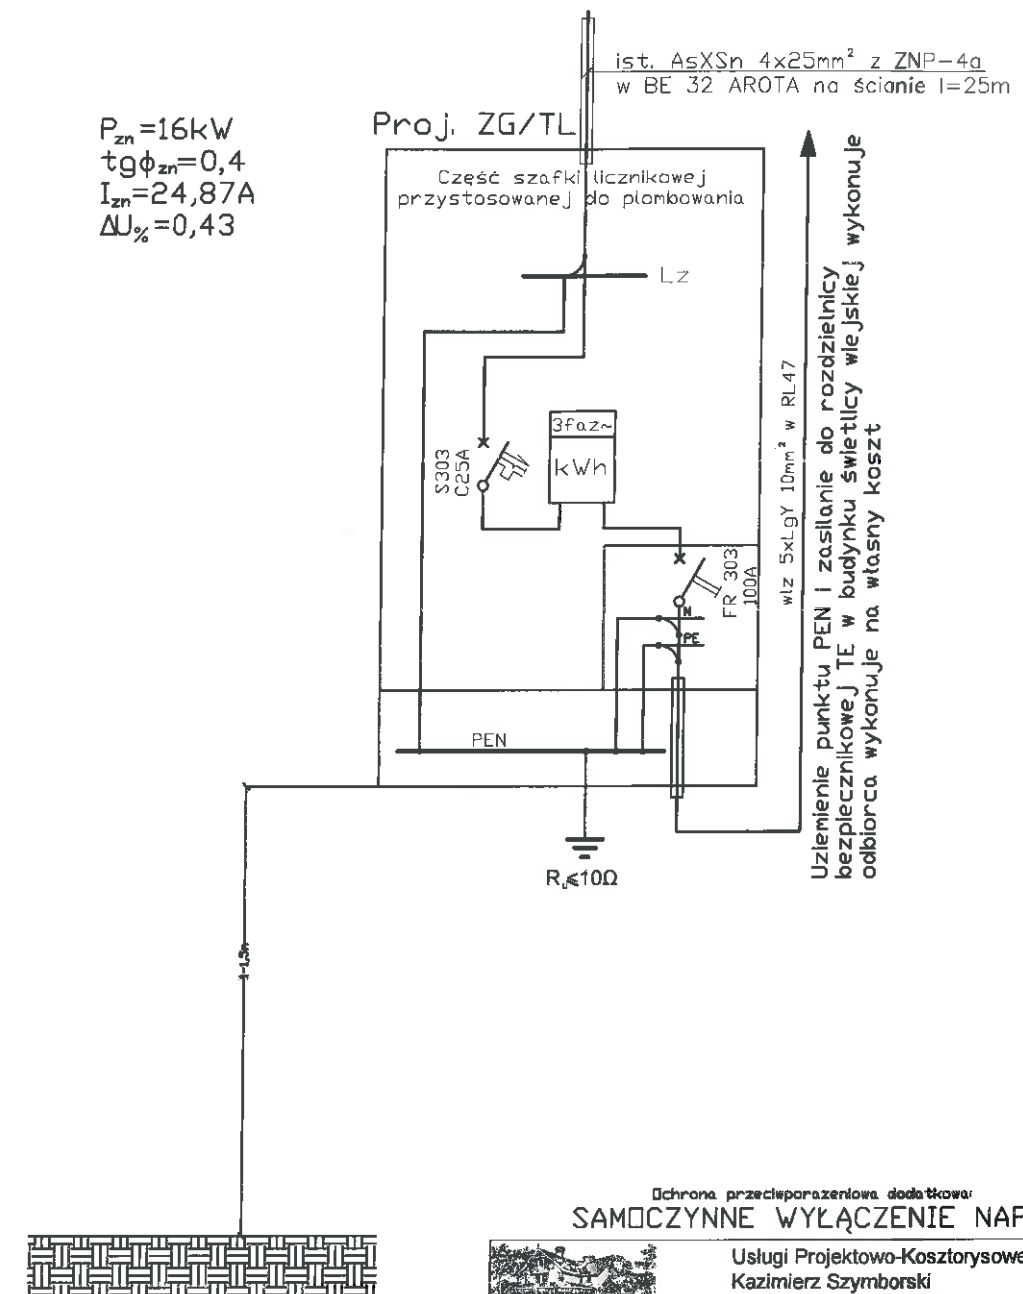 ist. AsXSn 4x25mm² z ZNP-4a
w BE 32 AROTA na ścianie l=25m
Pzn=16kW
tgϕzn=0,4
Izn=24,87A
ΔU%=0,43
Proj. ZG/TL
Część szafki licznikowej
przystosowanej do plombowania
Lz
3faz~
kWh
S303
C25A
FR 303
100A
N
PE
PEN
wlz 5xLgY 10mm² w RL47
Uziemienie punktu PEN i zasilanie do rozdzielnicy
bezpiecznikowej TE w budynku świetlicy wiejskiej wykonuje
odbiorca wykonuje na własny koszt
Ru≤10Ω
1-1,5m
Ochrona przeciwporażeniowa dodatkowa:
SAMOCZYNNE WYŁĄCZENIE NAP
Usługi Projektowo-Kosztorysowe
Kazimierz Szymborski